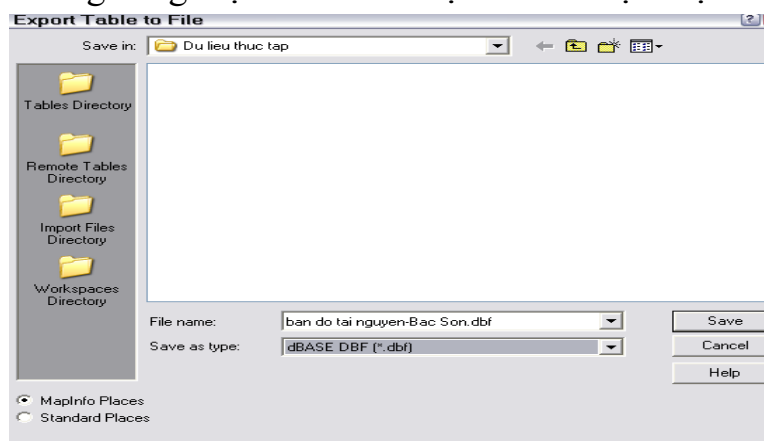 Export Table to File
Save in: Du lieu thuc tap
Tables Directory
Remote Tables
Directory
Import Files
Directory
Workspaces
Directory
File name: ban do tai nguyen-Bac Son.dbf Save
Save as type: dBASE DBF (*.dbf) Cancel
Help
MapInfo Places
Standard Places